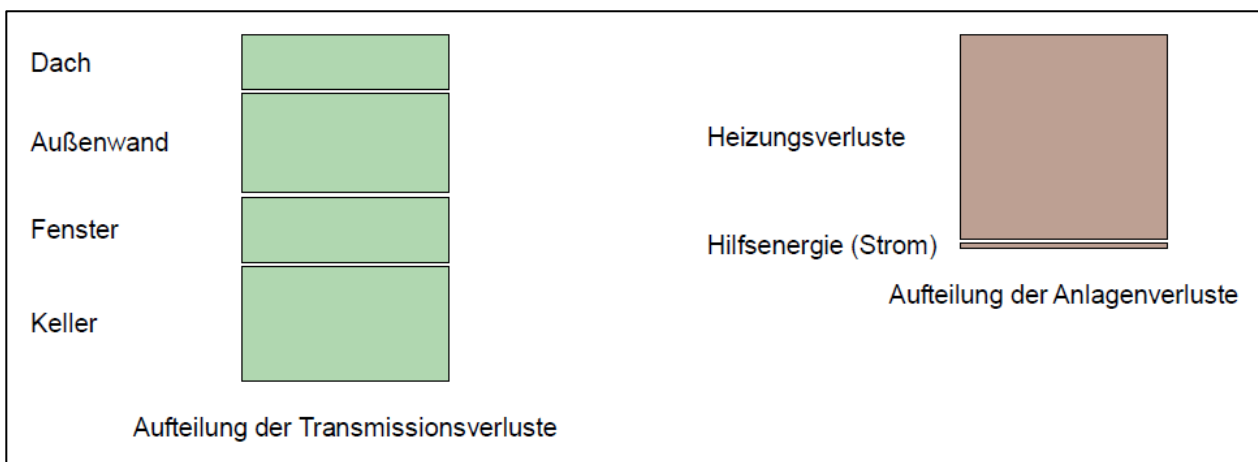 Dach
Außenwand
Fenster
Keller
Aufteilung der Transmissionsverluste
Heizungsverluste
Hilfsenergie (Strom)
Aufteilung der Anlagenverluste